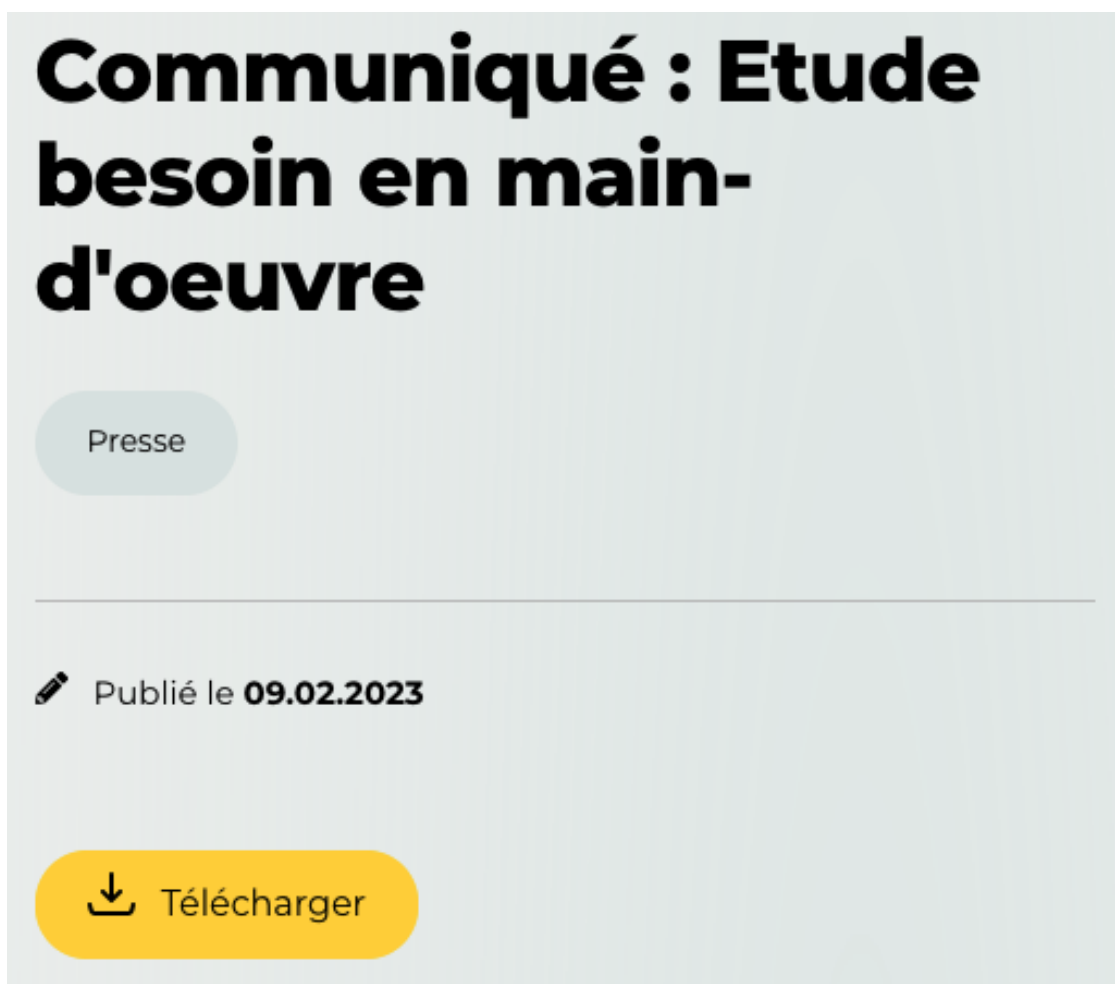 Communiqué : Etude
besoin en main-
d'oeuvre
Presse
Publié le 09.02.2023
Télécharger